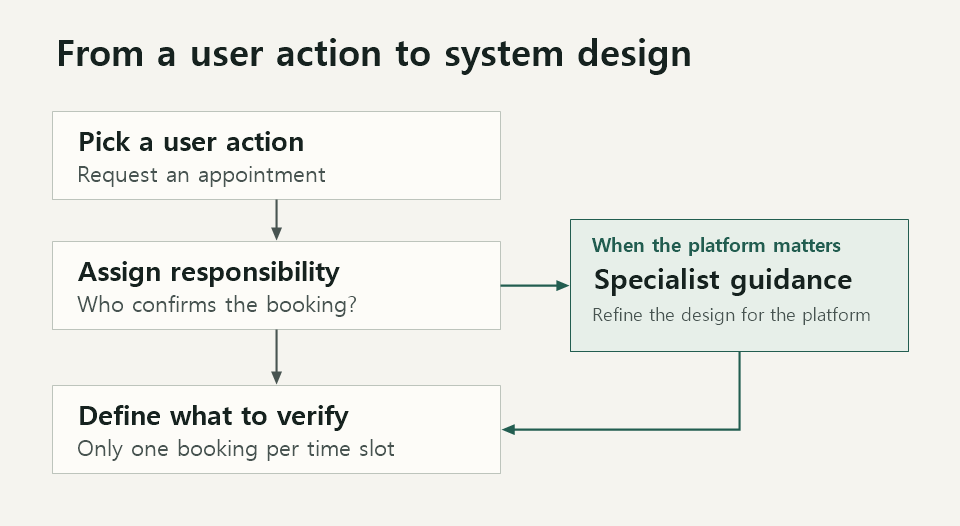 From a user action to system design
Pick a user action
Request an appointment
Assign responsibility
Who confirms the booking?
When the platform matters
Specialist guidance
Refine the design for the platform
Define what to verify
Only one booking per time slot